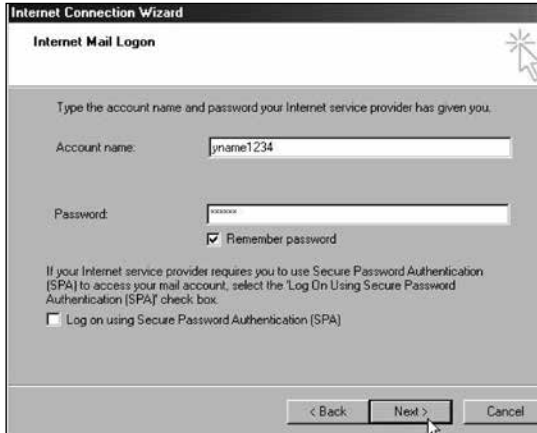 Internet Connection Wizard
Internet Mail Logon
Type the account name and password your Internet service provider has given you.
Account name: yname1234
Password: ******
Remember password
If your Internet service provider requires you to use Secure Password Authentication
(SPA) to access your mail account, select the 'Log On Using Secure Password
Authentication (SPA)' check box.
Log on using Secure Password Authentication (SPA)
< Back Next > Cancel